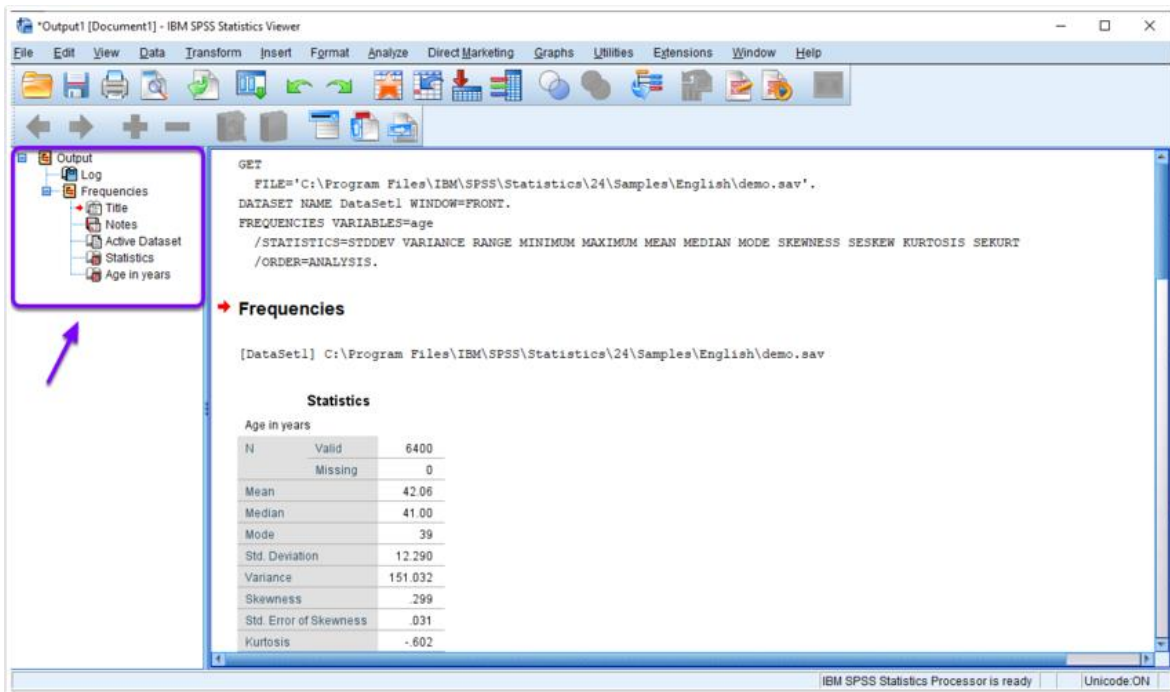 *Output1 [Document1] - IBM SPSS Statistics Viewer
File Edit View Data Transform Insert Format Analyze Direct Marketing Graphs Utilities Extensions Window Help
Output
Log
Frequencies
Title
Notes
Active Dataset
Statistics
Age in years
GET
FILE='C:\Program Files\IBM\SPSS\Statistics\24\Samples\English\demo.sav'.
DATASET NAME DataSet1 WINDOW=FRONT.
FREQUENCIES VARIABLES=age
/STATISTICS=STDDEV VARIANCE RANGE MINIMUM MAXIMUM MEAN MEDIAN MODE SKEWNESS SESKEW KURTOSIS SEKURT
/ORDER=ANALYSIS.
Frequencies
[DataSet1] C:\Program Files\IBM\SPSS\Statistics\24\Samples\English\demo.sav
Statistics
Age in years
N Valid 6400
Missing 0
Mean 42.06
Median 41.00
Mode 39
Std. Deviation 12.290
Variance 151.032
Skewness .299
Std. Error of Skewness .031
Kurtosis -.602
IBM SPSS Statistics Processor is ready Unicode:ON